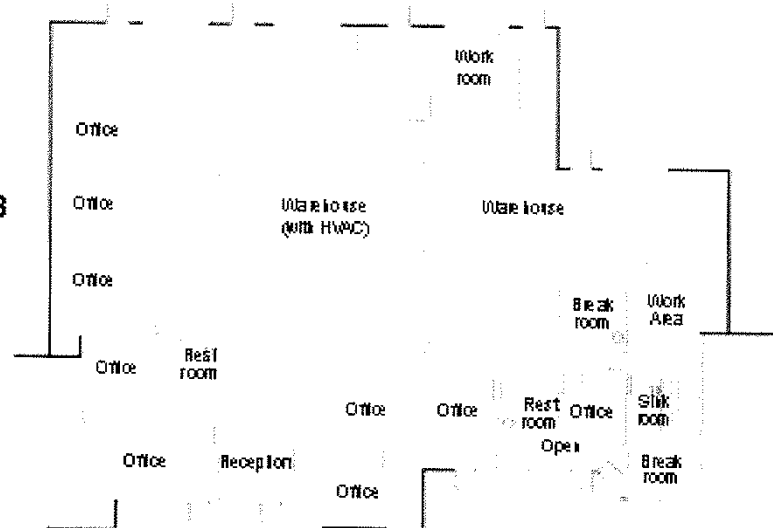 Work
room
Office
B
Office
Warehouse
(with HVAC)
Warehouse
Office
Break
room
Work
Area
Office
Rest
room
Office
Office
Rest
room
Office
Sink
room
Open
Office
Reception
Office
Break
room